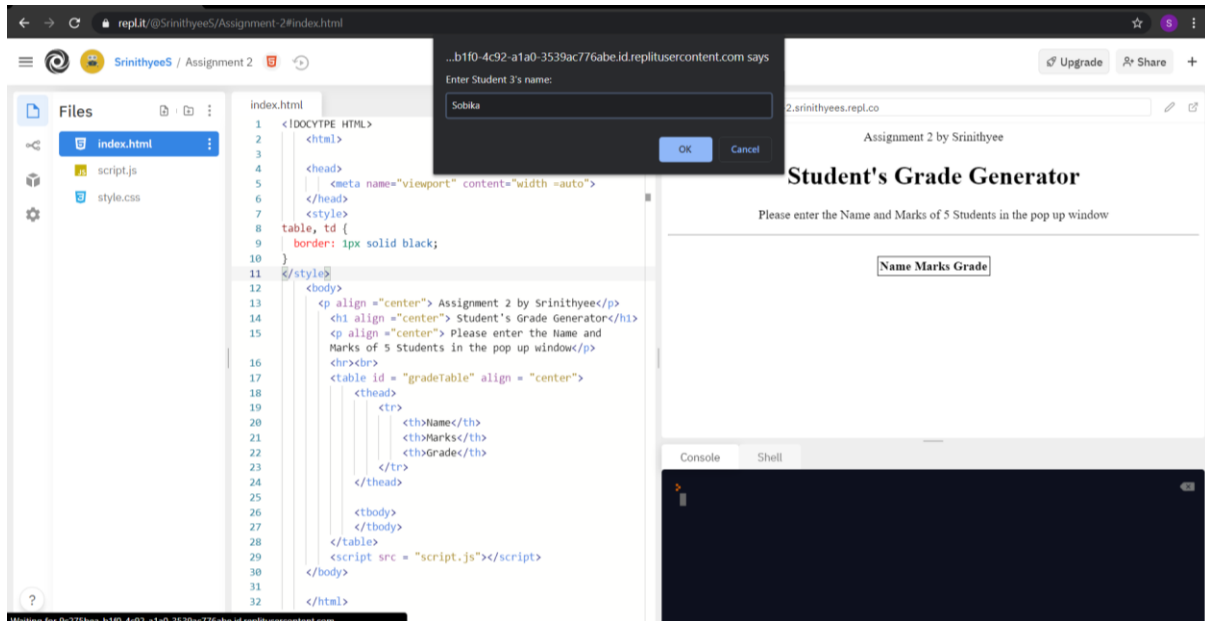 repl.it/@SrinithyeeS/Assignment-2#index.html
S
SrinithyeeS / Assignment 2
Upgrade
Share
...b1f0-4c92-a1a0-3539ac776abe.id.replitusercontent.com says
Enter Student 3's name:
Sobika
OK
Cancel
Files
index.html
script.js
style.css
index.html
1 <!DOCYTPE HTML>
2 <html>
3
4 <head>
5 <meta name="viewport" content="width =auto">
6 </head>
7 <style>
8 table, td {
9 border: 1px solid black;
10 }
11 </style>
12 <body>
13 <p align ="center"> Assignment 2 by Srinithyee</p>
14 <h1 align ="center"> Student's Grade Generator</h1>
15 <p align ="center"> Please enter the Name and
Marks of 5 Students in the pop up window</p>
16 <hr><br>
17 <table id = "gradeTable" align = "center">
18 <thead>
19 <tr>
20 <th>Name</th>
21 <th>Marks</th>
22 <th>Grade</th>
23 </tr>
24 </thead>
25
26 <tbody>
27 </tbody>
28 </table>
29 <script src = "script.js"></script>
30 </body>
31
32 </html>
2.srinithyees.repl.co
Assignment 2 by Srinithyee
Student's Grade Generator
Please enter the Name and Marks of 5 Students in the pop up window
Name Marks Grade
Console
Shell
?